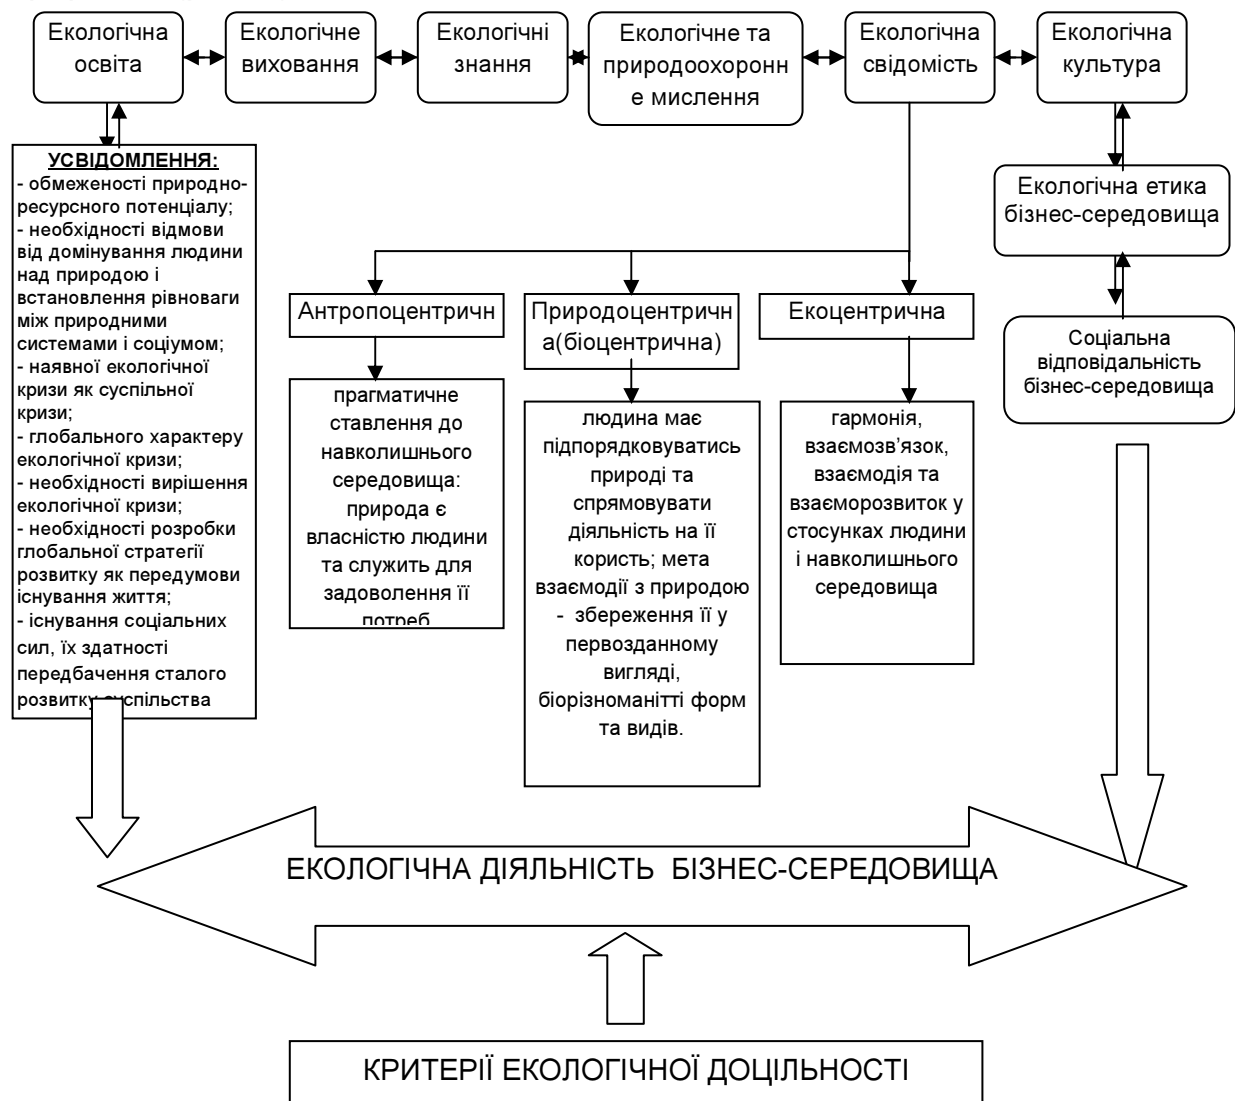 Екологічна
освіта
Екологічне
виховання
Екологічні
знання
Екологічне та
природоохоронн
е мислення
Екологічна
свідомість
Екологічна
культура
УСВІДОМЛЕННЯ:
- обмеженості природно-
ресурсного потенціалу;
- необхідності відмови
від домінування людини
над природою і
встановлення рівноваги
між природними
системами і соціумом;
- наявної екологічної
кризи як суспільної
кризи;
- глобального характеру
екологічної кризи;
- необхідності вирішення
екологічної кризи;
- необхідності розробки
глобальної стратегії
розвитку як передумови
існування життя;
- існування соціальних
сил, їх здатності
передбачення сталого
розвитку суспільства
Екологічна етика
бізнес-середовища
Соціальна
відповідальність
бізнес-середовища
Антропоцентричн
Природоцентричн
а(біоцентрична)
Екоцентрична
прагматичне
ставлення до
навколишнього
середовища:
природа є
власністю людини
та служить для
задоволення її
потреб
людина має
підпорядковуватись
природі та
спрямовувати
діяльність на її
користь; мета
взаємодії з природою
- збереження її у
первозданному
вигляді,
біорізноманітті форм
та видів.
гармонія,
взаємозв’язок,
взаємодія та
взаєморозвиток у
стосунках людини
і навколишнього
середовища
ЕКОЛОГІЧНА ДІЯЛЬНІСТЬ БІЗНЕС-СЕРЕДОВИЩА
КРИТЕРІЇ ЕКОЛОГІЧНОЇ ДОЦІЛЬНОСТІ